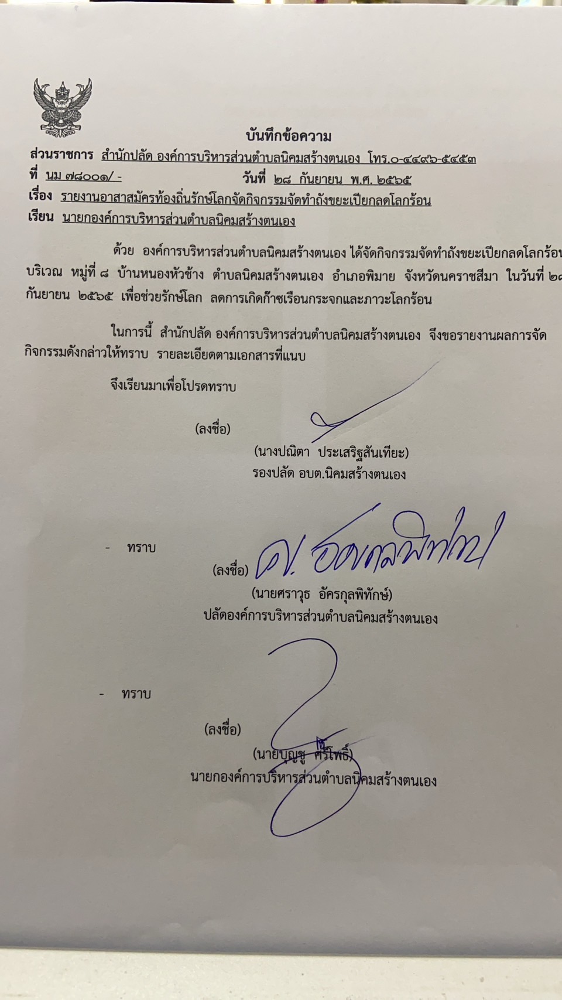 บันทึกข้อความ
ส่วนราชการ สำนักปลัด องค์การบริหารส่วนตำบลนิคมสร้างตนเอง โทร.๐-๔๔๙๖-๕๔๕๓
ที่ นม ๗๘๐๐๑/ - วันที่ ๒๘ กันยายน พ.ศ. ๒๕๖๕
เรื่อง รายงานอาสาสมัครท้องถิ่นรักษ์โลกจัดกิจกรรมจัดทำถังขยะเปียกลดโลกร้อน
เรียน นายกองค์การบริหารส่วนตำบลนิคมสร้างตนเอง
ด้วย องค์การบริหารส่วนตำบลนิคมสร้างตนเอง ได้จัดกิจกรรมจัดทำถังขยะเปียกลดโลกร้อน
บริเวณ หมู่ที่ ๘ บ้านหนองหัวช้าง ตำบลนิคมสร้างตนเอง อำเภอพิมาย จังหวัดนคราชสีมา ในวันที่
กันยายน ๒๕๖๕ เพื่อช่วยรักษ์โลก ลดการเกิดก๊าซเรือนกระจกและภาวะโลกร้อน
ในการนี้ สำนักปลัด องค์การบริหารส่วนตำบลนิคมสร้างตนเอง จึงขอรายงานผลการจัด
กิจกรรมดังกล่าวให้ทราบ รายละเอียดตามเอกสารที่แนบ
จึงเรียนมาเพื่อโปรดทราบ
(ลงชื่อ)
(นางปณิตา ประเสริฐสันเทียะ)
รองปลัด อบต.นิคมสร้างตนเอง
- ทราบ
(ลงชื่อ)
(นายศราวุธ อัครกุลพิทักษ์)
ปลัดองค์การบริหารส่วนตำบลนิคมสร้างตนเอง
- ทราบ
(ลงชื่อ)
(นายบุญชู ศรีโพธิ์)
นายกองค์การบริหารส่วนตำบลนิคมสร้างตนเอง